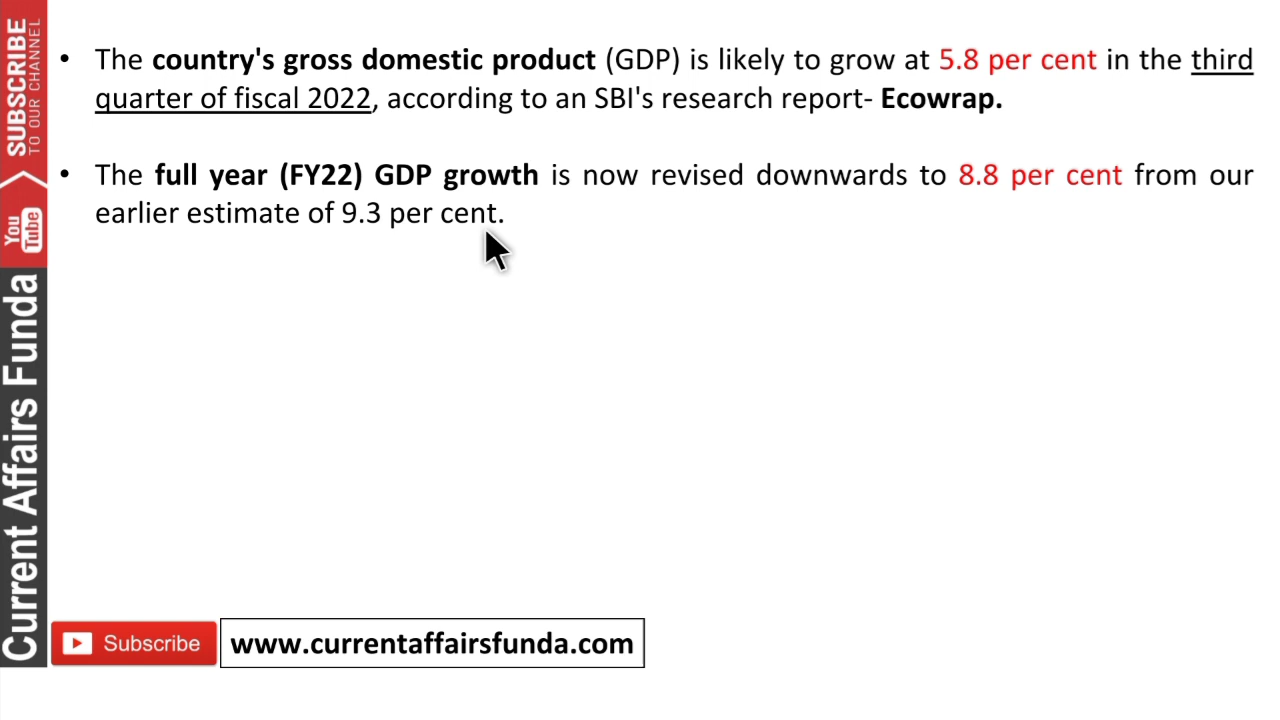 • The country's gross domestic product (GDP) is likely to grow at 5.8 per cent in the third
quarter of fiscal 2022, according to an SBI's research report- Ecowrap.
• The full year (FY22) GDP growth is now revised downwards to 8.8 per cent from our
earlier estimate of 9.3 per cent.
SUBSCRIBE
TO OUR CHANNEL
You
Tube
Current Affairs Funda
Subscribe
www.currentaffairsfunda.com